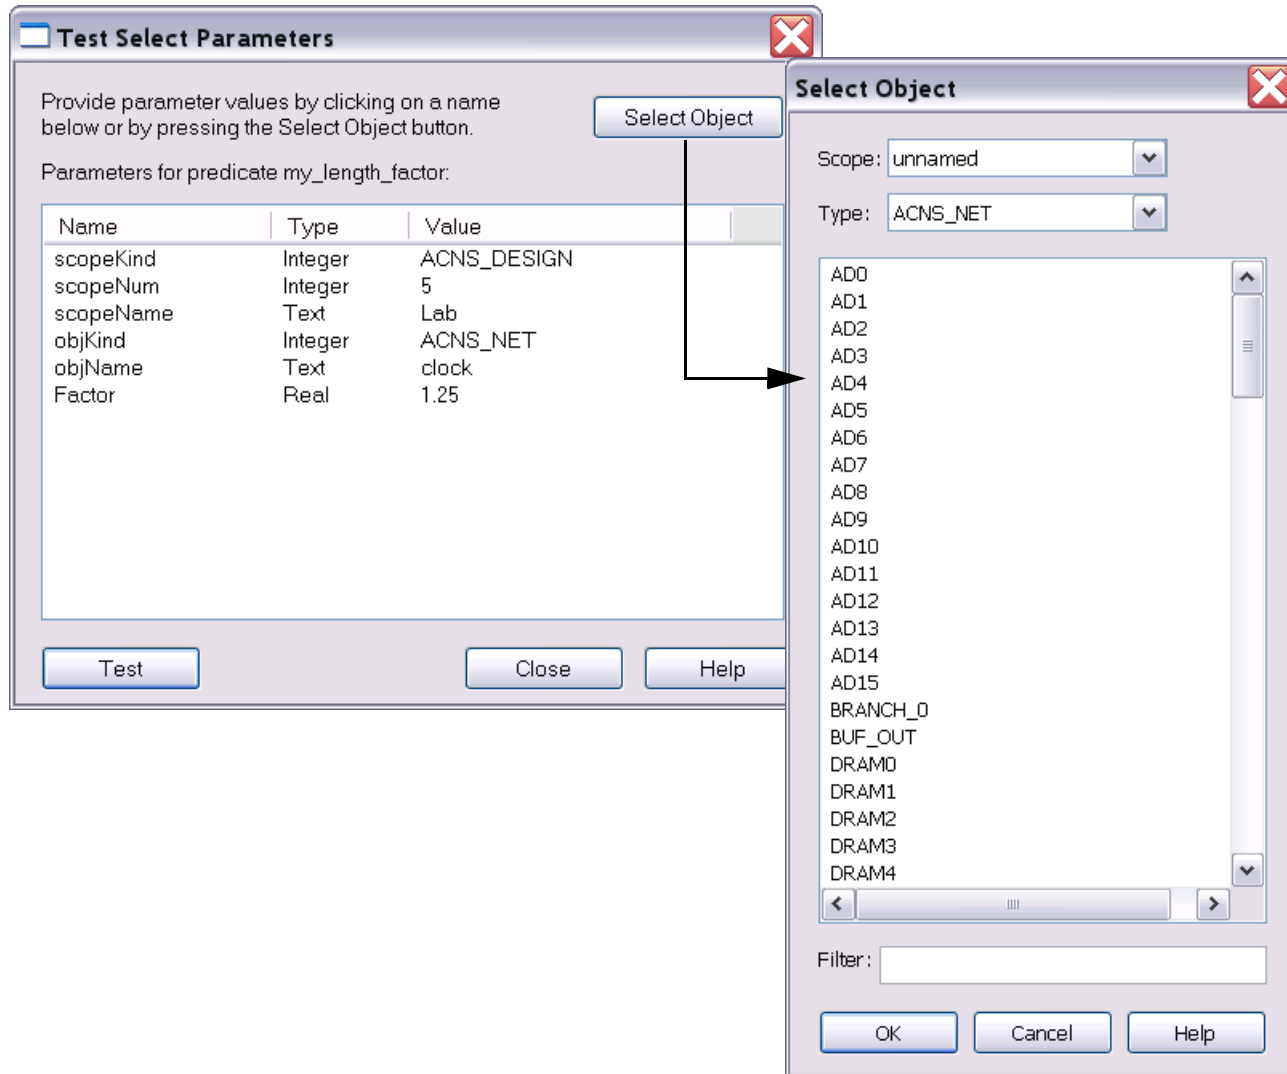 Test Select Parameters
Provide parameter values by clicking on a name
below or by pressing the Select Object button.
Select Object
Parameters for predicate my_length_factor:
Name Type Value
scopeKind Integer ACNS_DESIGN
scopeNum Integer 5
scopeName Text Lab
objKind Integer ACNS_NET
objName Text clock
Factor Real 1.25
Test Close Help
Select Object
Scope: unnamed
Type: ACNS_NET
AD0
AD1
AD2
AD3
AD4
AD5
AD6
AD7
AD8
AD9
AD10
AD11
AD12
AD13
AD14
AD15
BRANCH_0
BUF_OUT
DRAM0
DRAM1
DRAM2
DRAM3
DRAM4
Filter:
OK Cancel Help